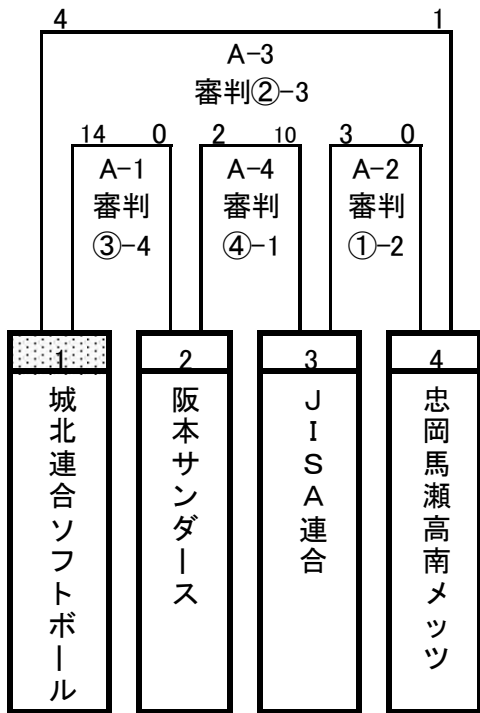 4 1
A-3
審判②-3
14 0 2 10 3 0
A-1 A-4 A-2
審判 審判 審判
③-4 ④-1 ①-2
1 2 3 4
城北連合ソフトボール
阪本サンダース
JISA連合
忠岡馬瀬高南メッツ